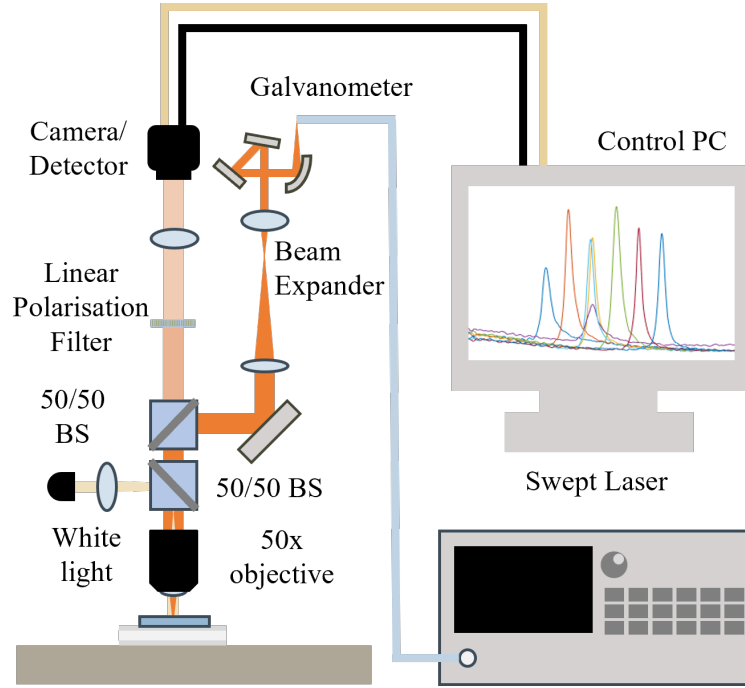 Galvanometer
Camera/
Detector
Control PC
Beam
Expander
Linear
Polarisation
Filter
50/50
BS
50/50 BS
Swept Laser
White
light
50x
objective